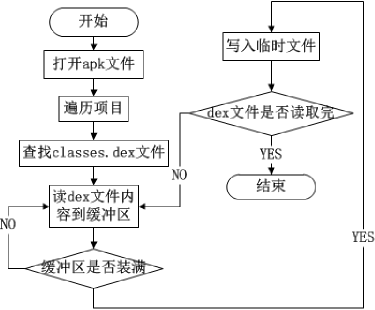 开始
打开apk文件
遍历项目
查找classes.dex文件
读dex文件内
容到缓冲区
NO
缓冲区是否装满
YES
写入临时文件
dex文件是否读取完
NO
YES
结束